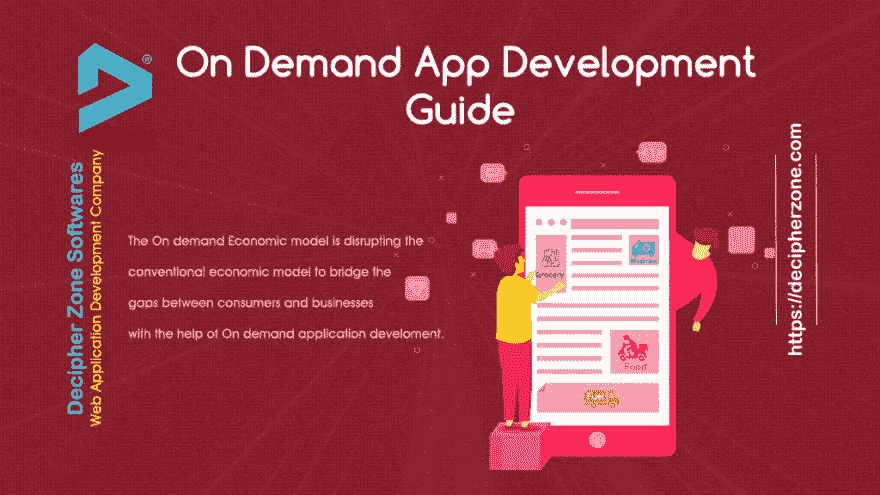 ®
On Demand App Development
Guide
Decipher Zone Softwares
Web Application Development Company
The On demand Economic model is disrupting the
conventional economic model to bridge the
gaps between consumers and businesses
with the help of On demand application develoment.
Grocery
Food
https://decipherzone.com